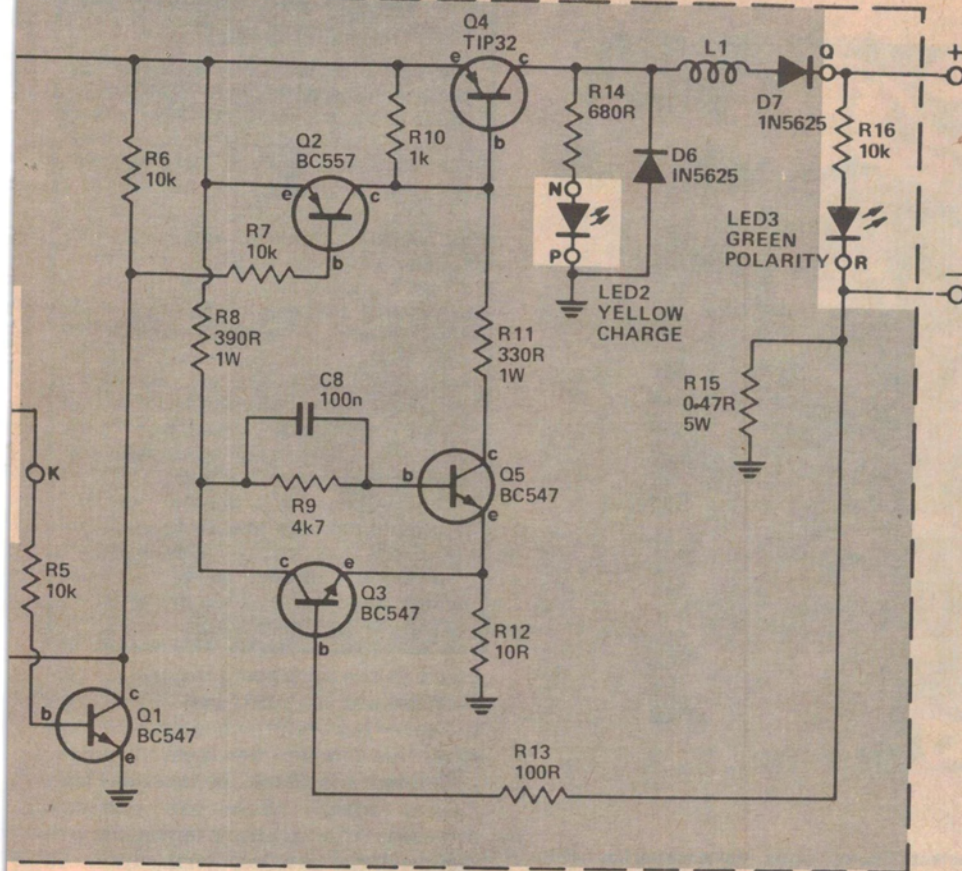 Q4
TIP32
e
c
b
L1
Q
+
D7
1N5625
R14
680R
R16
10k
R10
1k
Q2
BC557
e
c
b
R6
10k
D6
IN5625
N
P
LED3
GREEN
POLARITY
R
−
R7
10k
LED2
YELLOW
CHARGE
R8
390R
1W
R11
330R
1W
C8
100n
R15
0.47R
5W
K
R9
4k7
b
c
e
Q5
BC547
R5
10k
c
e
b
Q3
BC547
R12
10R
b
c
e
Q1
BC547
R13
100R